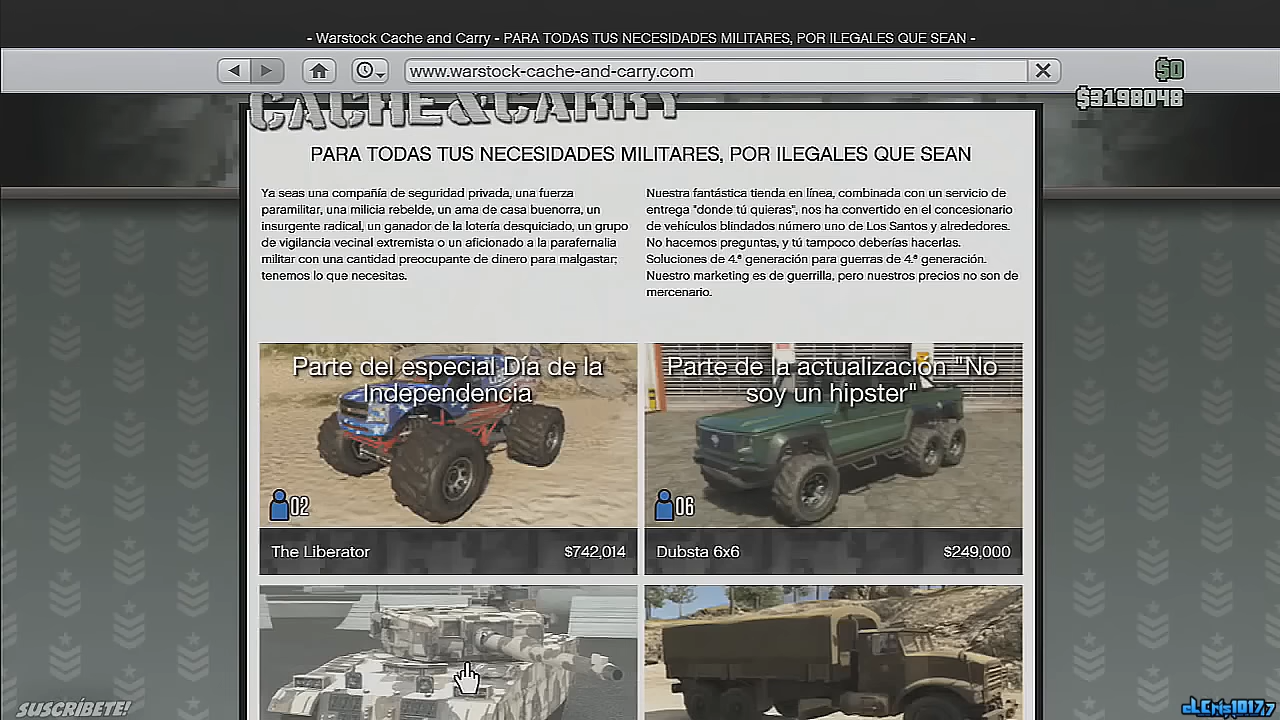 - Warstock Cache and Carry - PARA TODAS TUS NECESIDADES MILITARES, POR ILEGALES QUE SEAN -
www.warstock-cache-and-carry.com
$0
$3198048
CACHE&CARRY
PARA TODAS TUS NECESIDADES MILITARES, POR ILEGALES QUE SEAN
Ya seas una compañía de seguridad privada, una fuerza
paramilitar, una milicia rebelde, un ama de casa buenorra, un
insurgente radical, un ganador de la lotería desquiciado, un grupo
de vigilancia vecinal extremista o un aficionado a la parafernalia
militar con una cantidad preocupante de dinero para malgastar;
tenemos lo que necesitas.
Nuestra fantástica tienda en línea, combinada con un servicio de
entrega "donde tú quieras", nos ha convertido en el concesionario
de vehículos blindados número uno de Los Santos y alrededores.
No hacemos preguntas, y tú tampoco deberías hacerlas.
Soluciones de 4.ª generación para guerras de 4.ª generación.
Nuestro marketing es de guerrilla, pero nuestros precios no son de
mercenario.
Parte del especial Día de la
Independencia
02
The Liberator $742,014
Parte de la actualización "No
soy un hipster"
06
Dubsta 6x6 $249,000
SUSCRÍBETE!